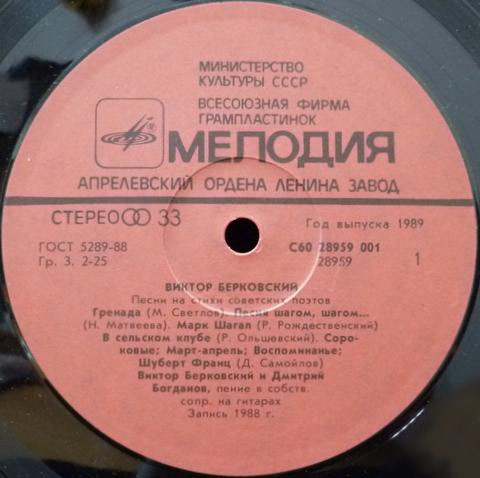 МИНИСТЕРСТВО
КУЛЬТУРЫ СССР
ВСЕСОЮЗНАЯ ФИРМА
ГРАМПЛАСТИНОК
МЕЛОДИЯ
АПРЕЛЕВСКИЙ ОРДЕНА ЛЕНИНА ЗАВОД
СТЕРЕО 33
Год выпуска 1989
ГОСТ 5289-88
С60 28959 001
Гр. 3. 2-25
28959
1
ВИКТОР БЕРКОВСКИЙ
Песни на стихи советских поэтов
Гренада (М. Светлов). Песня шагом, шагом...
(Н. Матвеева). Марк Шагал (Р. Рождественский)
В сельском клубе (Р. Ольшевский). Соро-
ковые; Март-апрель; Воспоминанье;
Шуберт Франц (Д. Самойлов)
Виктор Берковский и Дмитрий
Богданов, пение в собств.
сопр. на гитарах
Запись 1988 г.